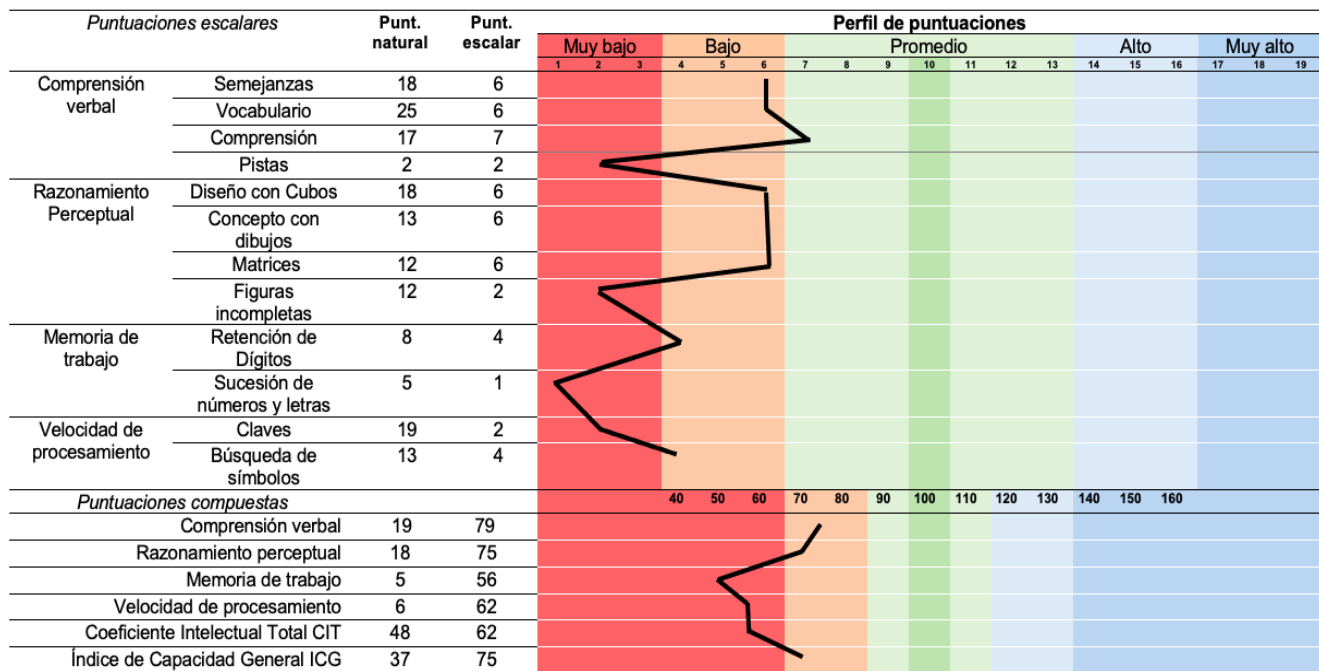 Puntuaciones escalares Punt. natural Punt. escalar Perfil de puntuaciones
Muy bajo Bajo Promedio Alto Muy alto
1 2 3 4 5 6 7 8 9 10 11 12 13 14 15 16 17 18 19
Comprensión verbal Semejanzas 18 6
Vocabulario 25 6
Comprensión 17 7
Pistas 2 2
Razonamiento Perceptual Diseño con Cubos 18 6
Concepto con dibujos 13 6
Matrices 12 6
Figuras incompletas 12 2
Memoria de trabajo Retención de Dígitos 8 4
Sucesión de números y letras 5 1
Velocidad de procesamiento Claves 19 2
Búsqueda de símbolos 13 4
Puntuaciones compuestas 40 50 60 70 80 90 100 110 120 130 140 150 160
Comprensión verbal 19 79
Razonamiento perceptual 18 75
Memoria de trabajo 5 56
Velocidad de procesamiento 6 62
Coeficiente Intelectual Total CIT 48 62
Índice de Capacidad General ICG 37 75